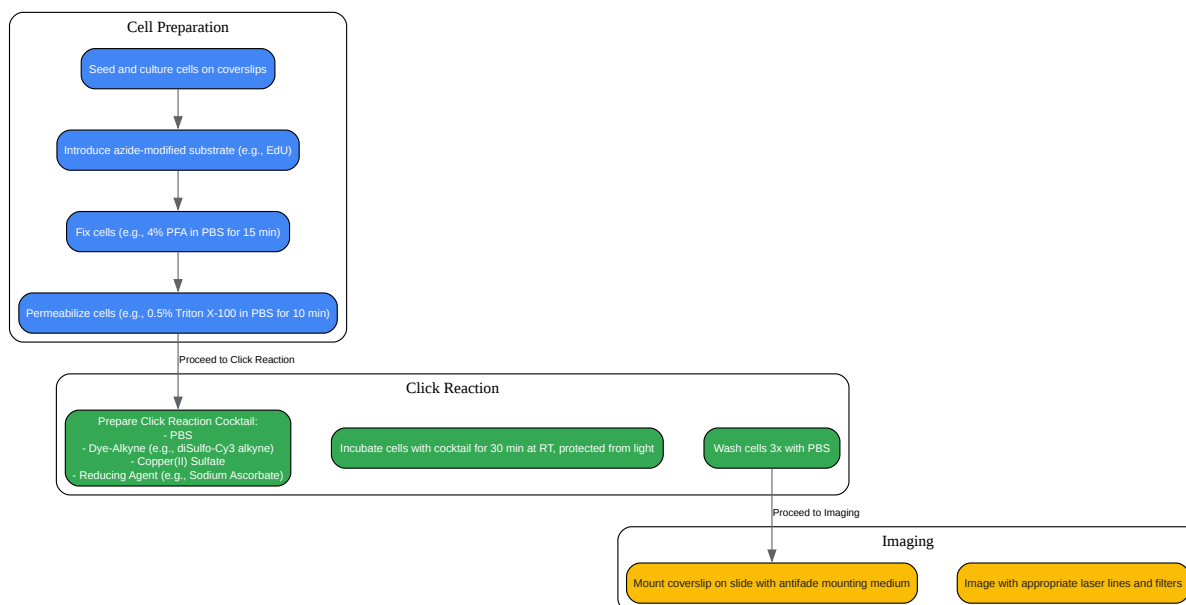 Cell Preparation
Seed and culture cells on coverslips
Introduce azide-modified substrate (e.g., EdU)
Fix cells (e.g., 4% PFA in PBS for 15 min)
Permeabilize cells (e.g., 0.5% Triton X-100 in PBS for 10 min)
Proceed to Click Reaction
Click Reaction
Prepare Click Reaction Cocktail:
- PBS
- Dye-Alkyne (e.g., diSulfo-Cy3 alkyne)
- Copper(II) Sulfate
- Reducing Agent (e.g., Sodium Ascorbate)
Incubate cells with cocktail for 30 min at RT, protected from light
Wash cells 3x with PBS
Proceed to Imaging
Imaging
Mount coverslip on slide with antifade mounting medium
Image with appropriate laser lines and filters